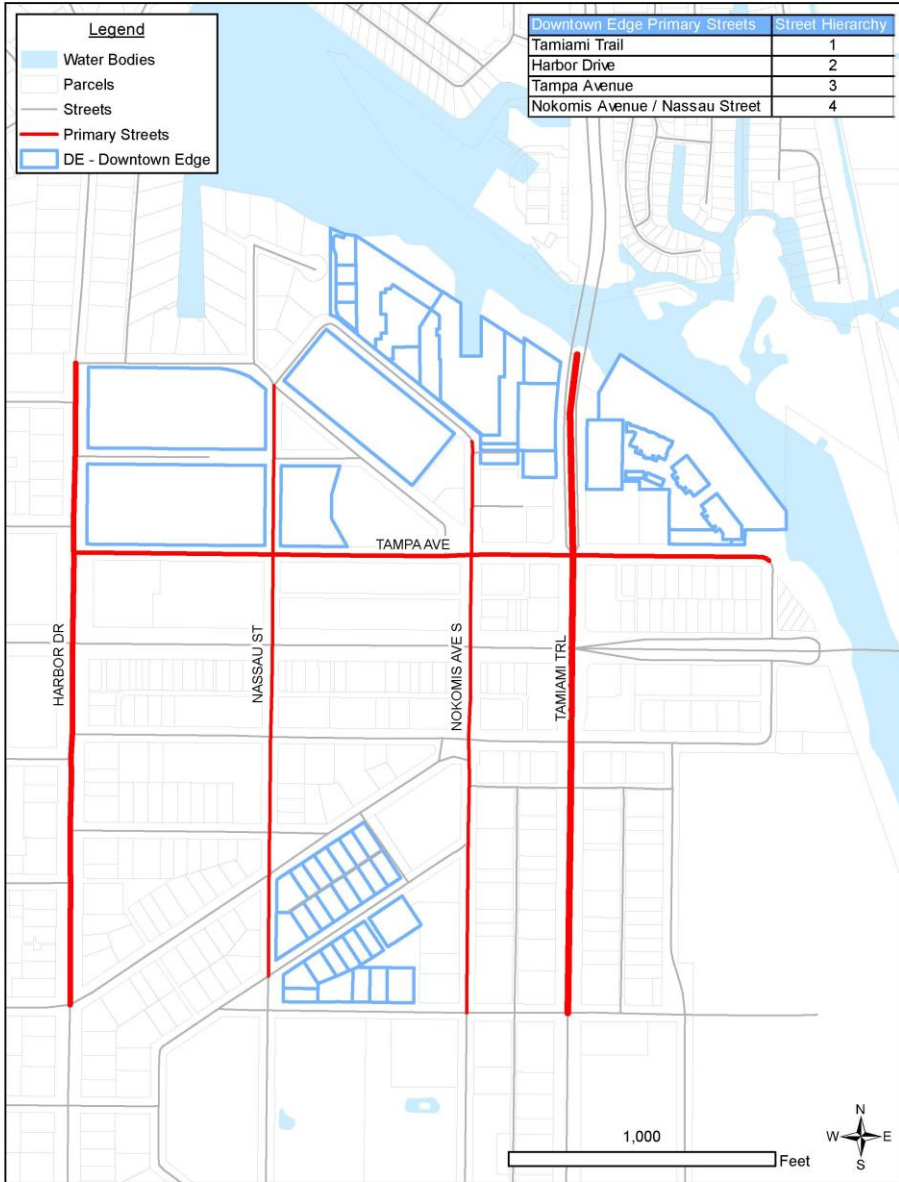 Legend
Water Bodies
Parcels
Streets
Primary Streets
DE - Downtown Edge
Downtown Edge Primary Streets Street Hierarchy
Tamiami Trail 1
Harbor Drive 2
Tampa Avenue 3
Nokomis Avenue / Nassau Street 4
TAMPA AVE
HARBOR DR
NASSAU ST
NOKOMIS AVE S
TAMIAMI TRL
1,000
Feet
N
W E
S